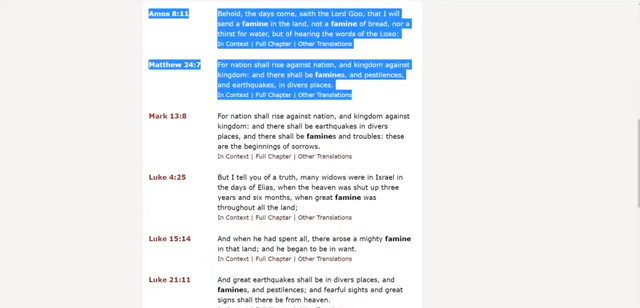 Amos 8:11
Behold, the days come, saith the Lord GOD, that I will
send a famine in the land, not a famine of bread, nor a
thirst for water, but of hearing the words of the LORD:
In Context | Full Chapter | Other Translations
Matthew 24:7
For nation shall rise against nation, and kingdom against
kingdom: and there shall be famines, and pestilences,
and earthquakes, in divers places.
In Context | Full Chapter | Other Translations
Mark 13:8
For nation shall rise against nation, and kingdom against
kingdom: and there shall be earthquakes in divers
places, and there shall be famines and troubles: these
are the beginnings of sorrows.
In Context | Full Chapter | Other Translations
Luke 4:25
But I tell you of a truth, many widows were in Israel in
the days of Elias, when the heaven was shut up three
years and six months, when great famine was
throughout all the land;
In Context | Full Chapter | Other Translations
Luke 15:14
And when he had spent all, there arose a mighty famine
in that land; and he began to be in want.
In Context | Full Chapter | Other Translations
Luke 21:11
And great earthquakes shall be in divers places, and
famines, and pestilences; and fearful sights and great
signs shall there be from heaven.